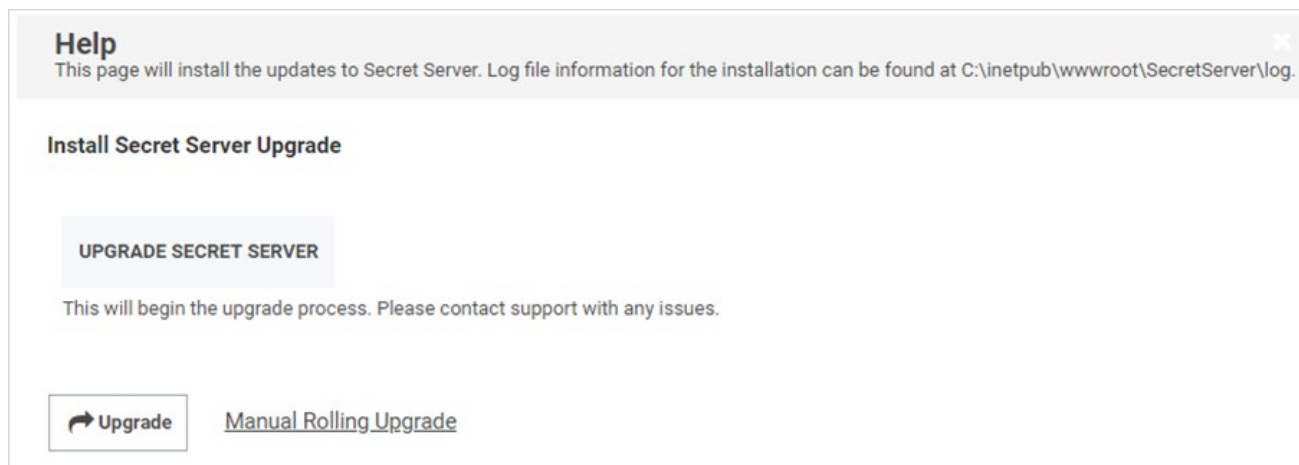 Help
This page will install the updates to Secret Server. Log file information for the installation can be found at C:\inetpub\wwwroot\SecretServer\log.
Install Secret Server Upgrade
UPGRADE SECRET SERVER
This will begin the upgrade process. Please contact support with any issues.
Upgrade Manual Rolling Upgrade